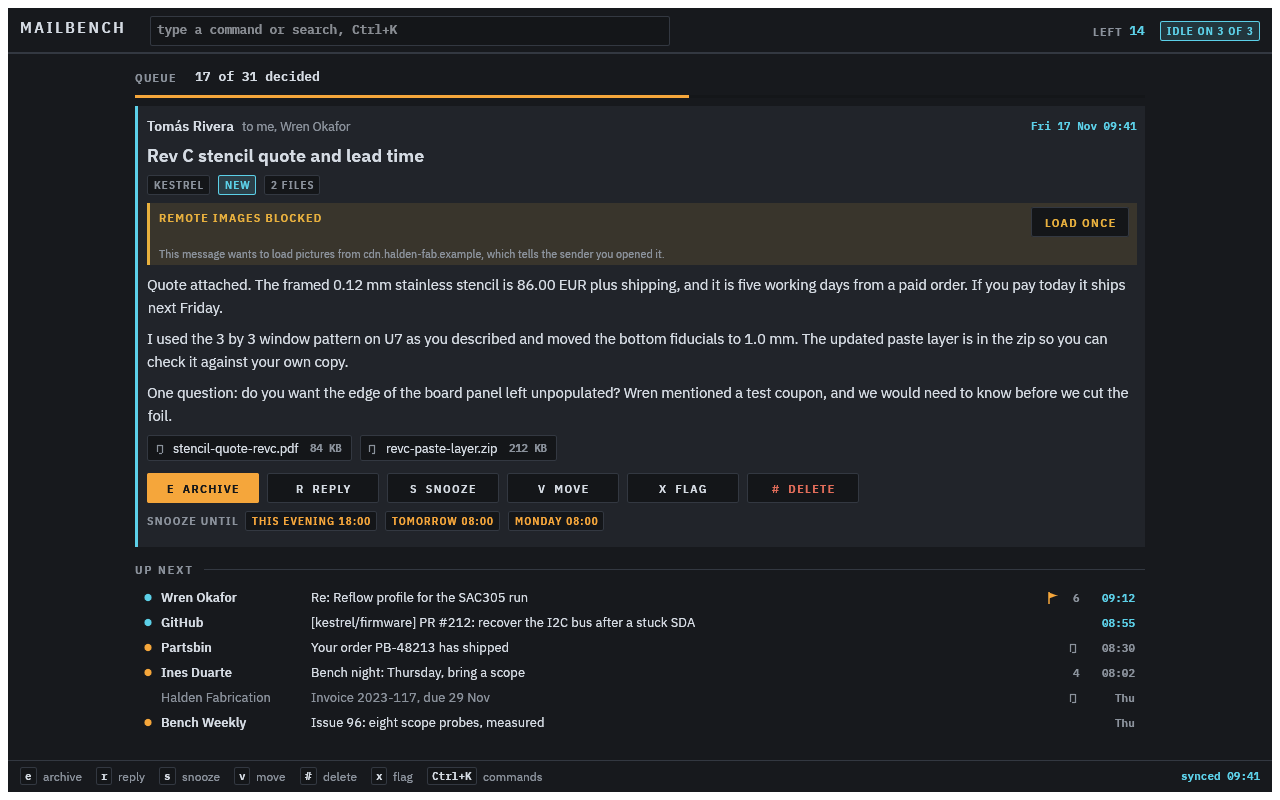 MAILBENCH
type a command or search, Ctrl+K
LEFT 14
IDLE ON 3 OF 3
QUEUE 17 of 31 decided
Tomás Rivera to me, Wren Okafor
Fri 17 Nov 09:41
Rev C stencil quote and lead time
KESTREL NEW 2 FILES
REMOTE IMAGES BLOCKED
LOAD ONCE
This message wants to load pictures from cdn.halden-fab.example, which tells the sender you opened it.
Quote attached. The framed 0.12 mm stainless stencil is 86.00 EUR plus shipping, and it is five working days from a paid order. If you pay today it ships
next Friday.
I used the 3 by 3 window pattern on U7 as you described and moved the bottom fiducials to 1.0 mm. The updated paste layer is in the zip so you can
check it against your own copy.
One question: do you want the edge of the board panel left unpopulated? Wren mentioned a test coupon, and we would need to know before we cut the
foil.
stencil-quote-revc.pdf 84 KB revc-paste-layer.zip 212 KB
E ARCHIVE R REPLY S SNOOZE V MOVE X FLAG # DELETE
SNOOZE UNTIL THIS EVENING 18:00 TOMORROW 08:00 MONDAY 08:00
UP NEXT
Wren Okafor Re: Reflow profile for the SAC305 run 6 09:12
GitHub [kestrel/firmware] PR #212: recover the I2C bus after a stuck SDA 08:55
Partsbin Your order PB-48213 has shipped 08:30
Ines Duarte Bench night: Thursday, bring a scope 4 08:02
Halden Fabrication Invoice 2023-117, due 29 Nov Thu
Bench Weekly Issue 96: eight scope probes, measured Thu
e archive r reply s snooze v move # delete x flag Ctrl+K commands
synced 09:41